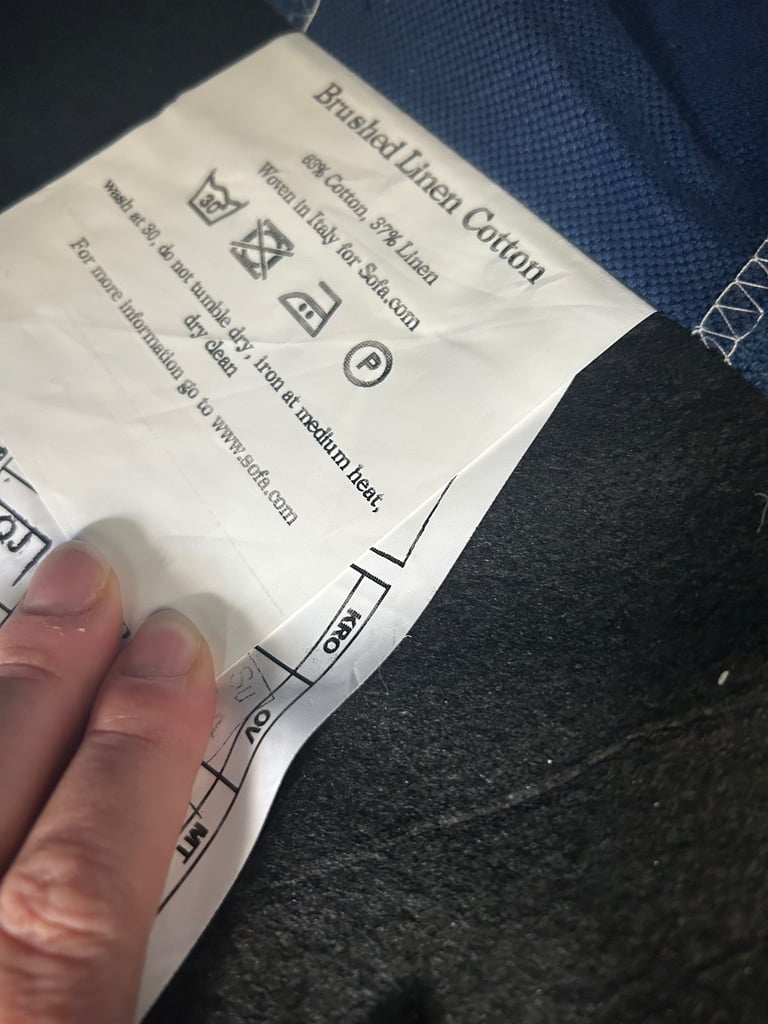 Brushed Linen Cotton
63% Cotton, 37% Linen
Woven in Italy for Sofa.com
30
P
wash at 30, do not tumble dry, iron at medium heat,
dry clean
For more information go to www.sofa.com
KRO
OV
MT